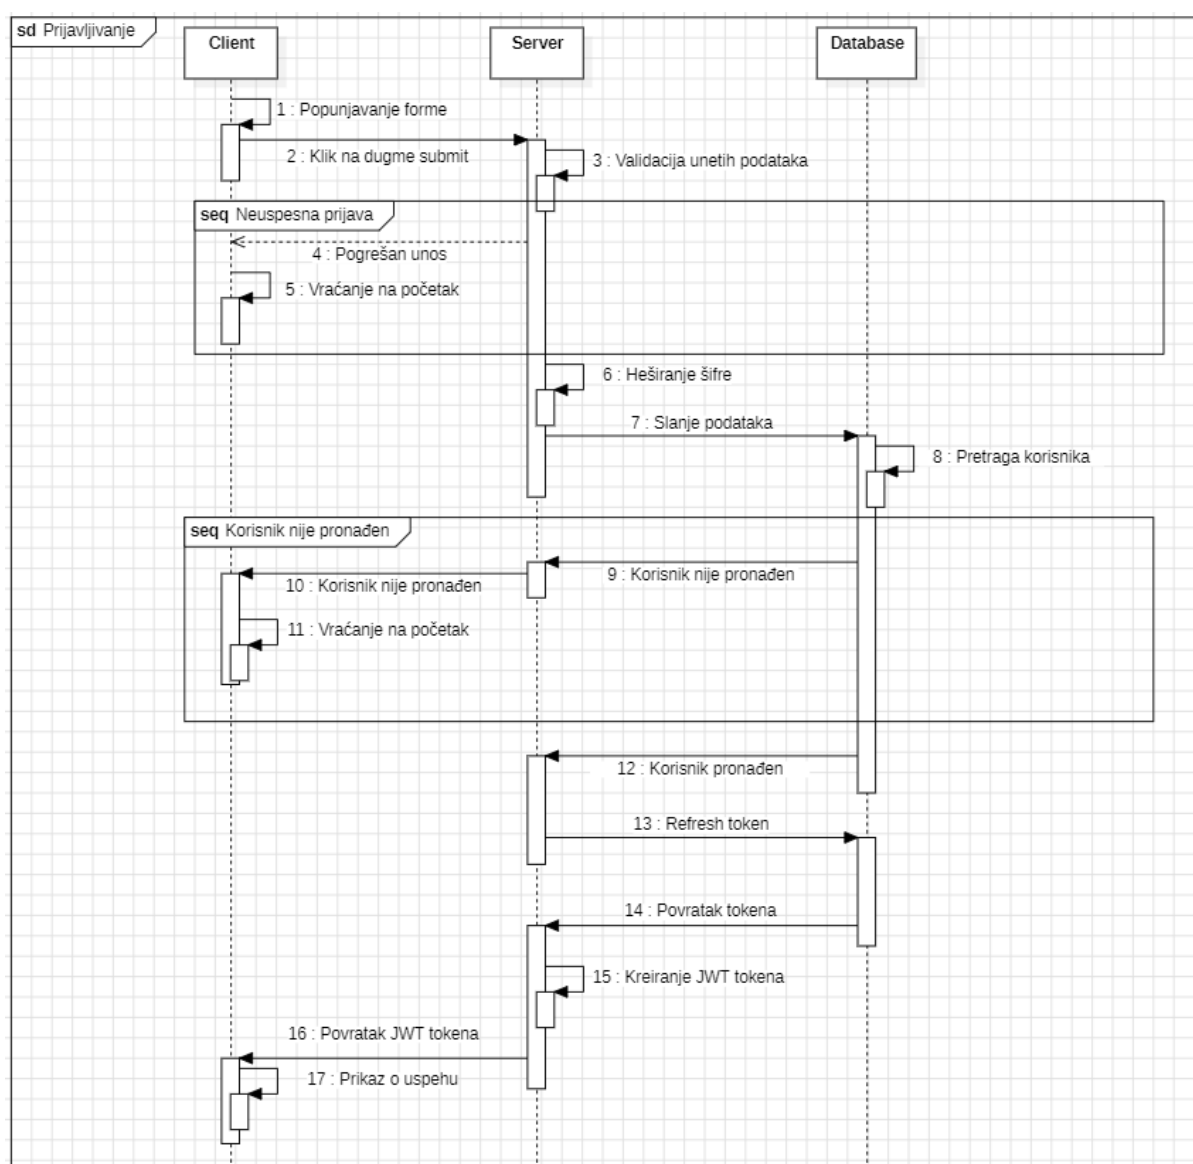 sd Prijavljivanje
Client
Server
Database
1 : Popunjavanje forme
2 : Klik na dugme submit
3 : Validacija unetih podataka
seq Neuspesna prijava
4 : Pogrešan unos
5 : Vraćanje na početak
6 : Heširanje šifre
7 : Slanje podataka
8 : Pretraga korisnika
seq Korisnik nije pronađen
9 : Korisnik nije pronađen
10 : Korisnik nije pronađen
11 : Vraćanje na početak
12 : Korisnik pronađen
13 : Refresh token
14 : Povratak tokena
15 : Kreiranje JWT tokena
16 : Povratak JWT tokena
17 : Prikaz o uspehu